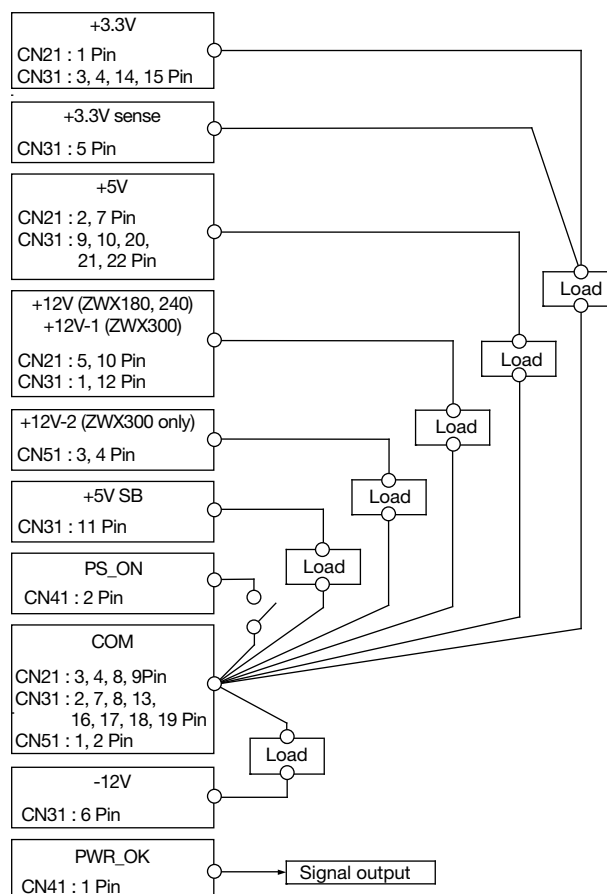 +3.3V
CN21 : 1 Pin
CN31 : 3, 4, 14, 15 Pin
+3.3V sense
CN31 : 5 Pin
+5V
CN21 : 2, 7 Pin
CN31 : 9, 10, 20,
21, 22 Pin
Load
+12V (ZWX180, 240)
+12V-1 (ZWX300)
CN21 : 5, 10 Pin
CN31 : 1, 12 Pin
Load
+12V-2 (ZWX300 only)
CN51 : 3, 4 Pin
Load
+5V SB
CN31 : 11 Pin
Load
PS_ON
CN41 : 2 Pin
Load
COM
CN21 : 3, 4, 8, 9Pin
CN31 : 2, 7, 8, 13,
16, 17, 18, 19 Pin
CN51 : 1, 2 Pin
Load
-12V
CN31 : 6 Pin
PWR_OK
CN41 : 1 Pin
Signal output